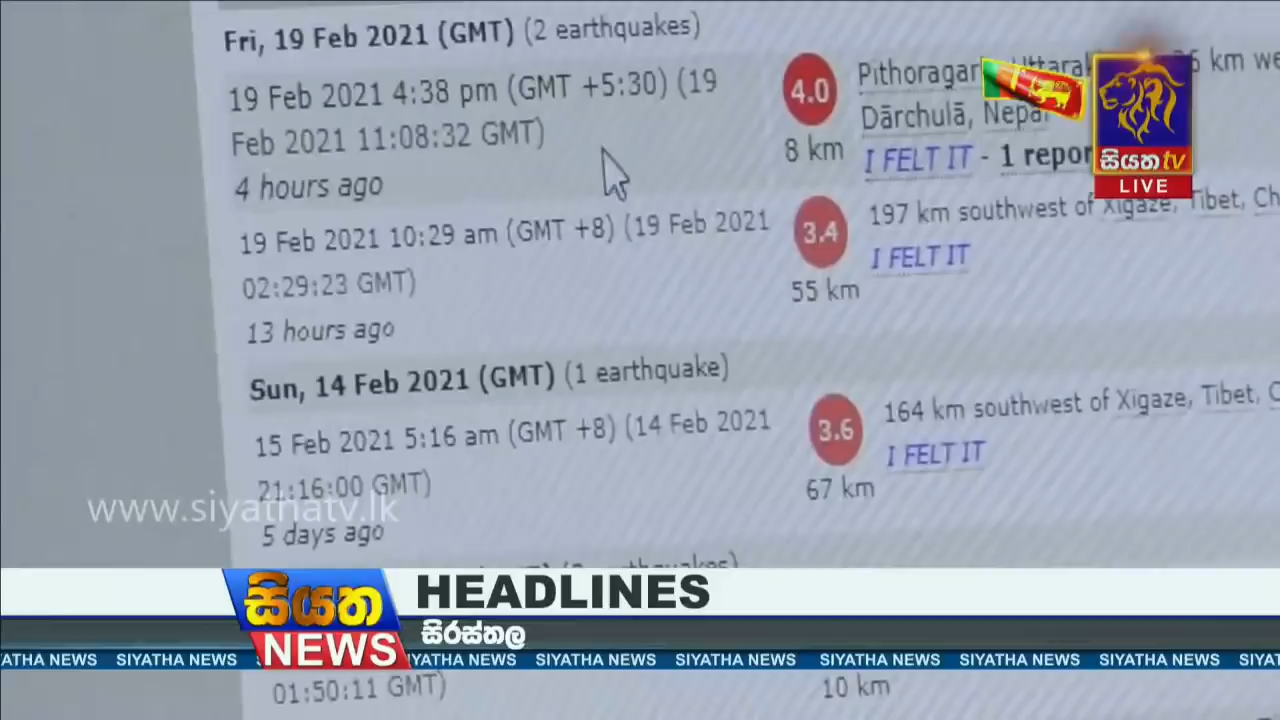 Fri, 19 Feb 2021 (GMT) (2 earthquakes)
19 Feb 2021 4:38 pm (GMT +5:30) (19
Feb 2021 11:08:32 GMT)
4 hours ago
4.0
8 km
km we
Dārchulā, Nepal
I FELT IT - 1 repor
සියත tv
LIVE
19 Feb 2021 10:29 am (GMT +8) (19 Feb 2021
02:29:23 GMT)
13 hours ago
3.4
55 km
197 km southwest of Xigaze, Tibet, Ch
I FELT IT
Sun, 14 Feb 2021 (GMT) (1 earthquake)
15 Feb 2021 5:16 am (GMT +8) (14 Feb 2021
21:16:00 GMT)
5 days ago
3.6
67 km
164 km southwest of Xigaze, Tibet, C
I FELT IT
www.siyathatv.lk
සියත
NEWS
HEADLINES
සිරස්තල
ATHA NEWS SIYATHA NEWS SIYATHA NEWS SIYATHA NEWS SIYATHA NEWS SIYATHA NEWS SIYATHA NEWS SIYAT
01:50:11 GMT)
10 km